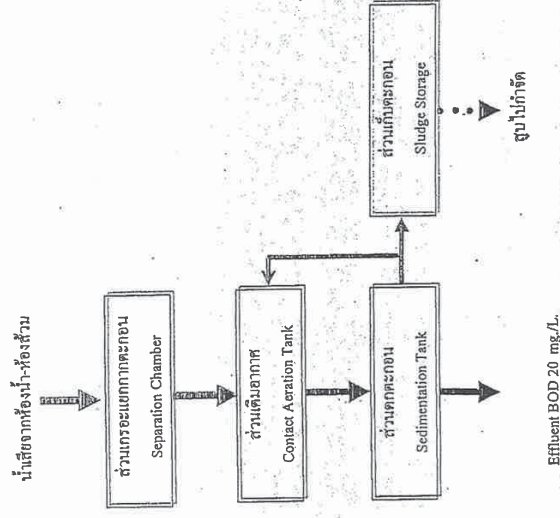 น้ำเสียจากห้องน้ำ-ห้องส้วม
ส่วนเกรอะแยกกากตะกอน
Separation Chamber
ส่วนเติมอากาศ
Contact Aeration Tank
ส่วนตกตะกอน
Sedimentation Tank
ส่วนเก็บตะกอน
Sludge Storage
สูบไปกำจัด
Effluent BOD 20 mg./L.